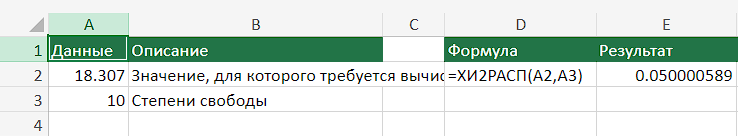 A B C D E
1 Данные Описание Формула Результат
2 18.307 Значение, для которого требуется вычис =ХИ2РАСП(A2,A3) 0.050000589
3 10 Степени свободы
4